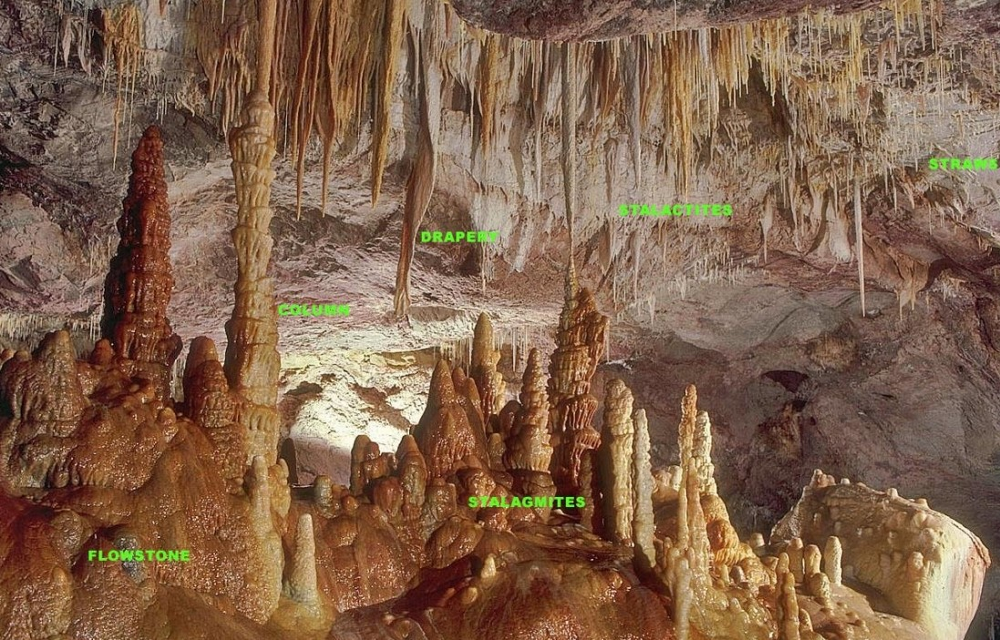 STRAWS
STALACTITES
DRAPERY
COLUMN
STALAGMITES
FLOWSTONE